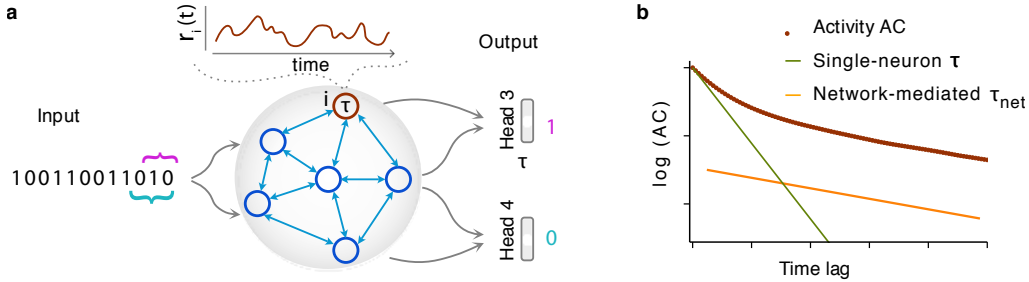 a
r_i(t)
time
Input
100110011010
i
τ
Output
Head 3
1
τ
Head 4
0
b
Activity AC
Single-neuron τ
Network-mediated τ_net
log (AC)
Time lag